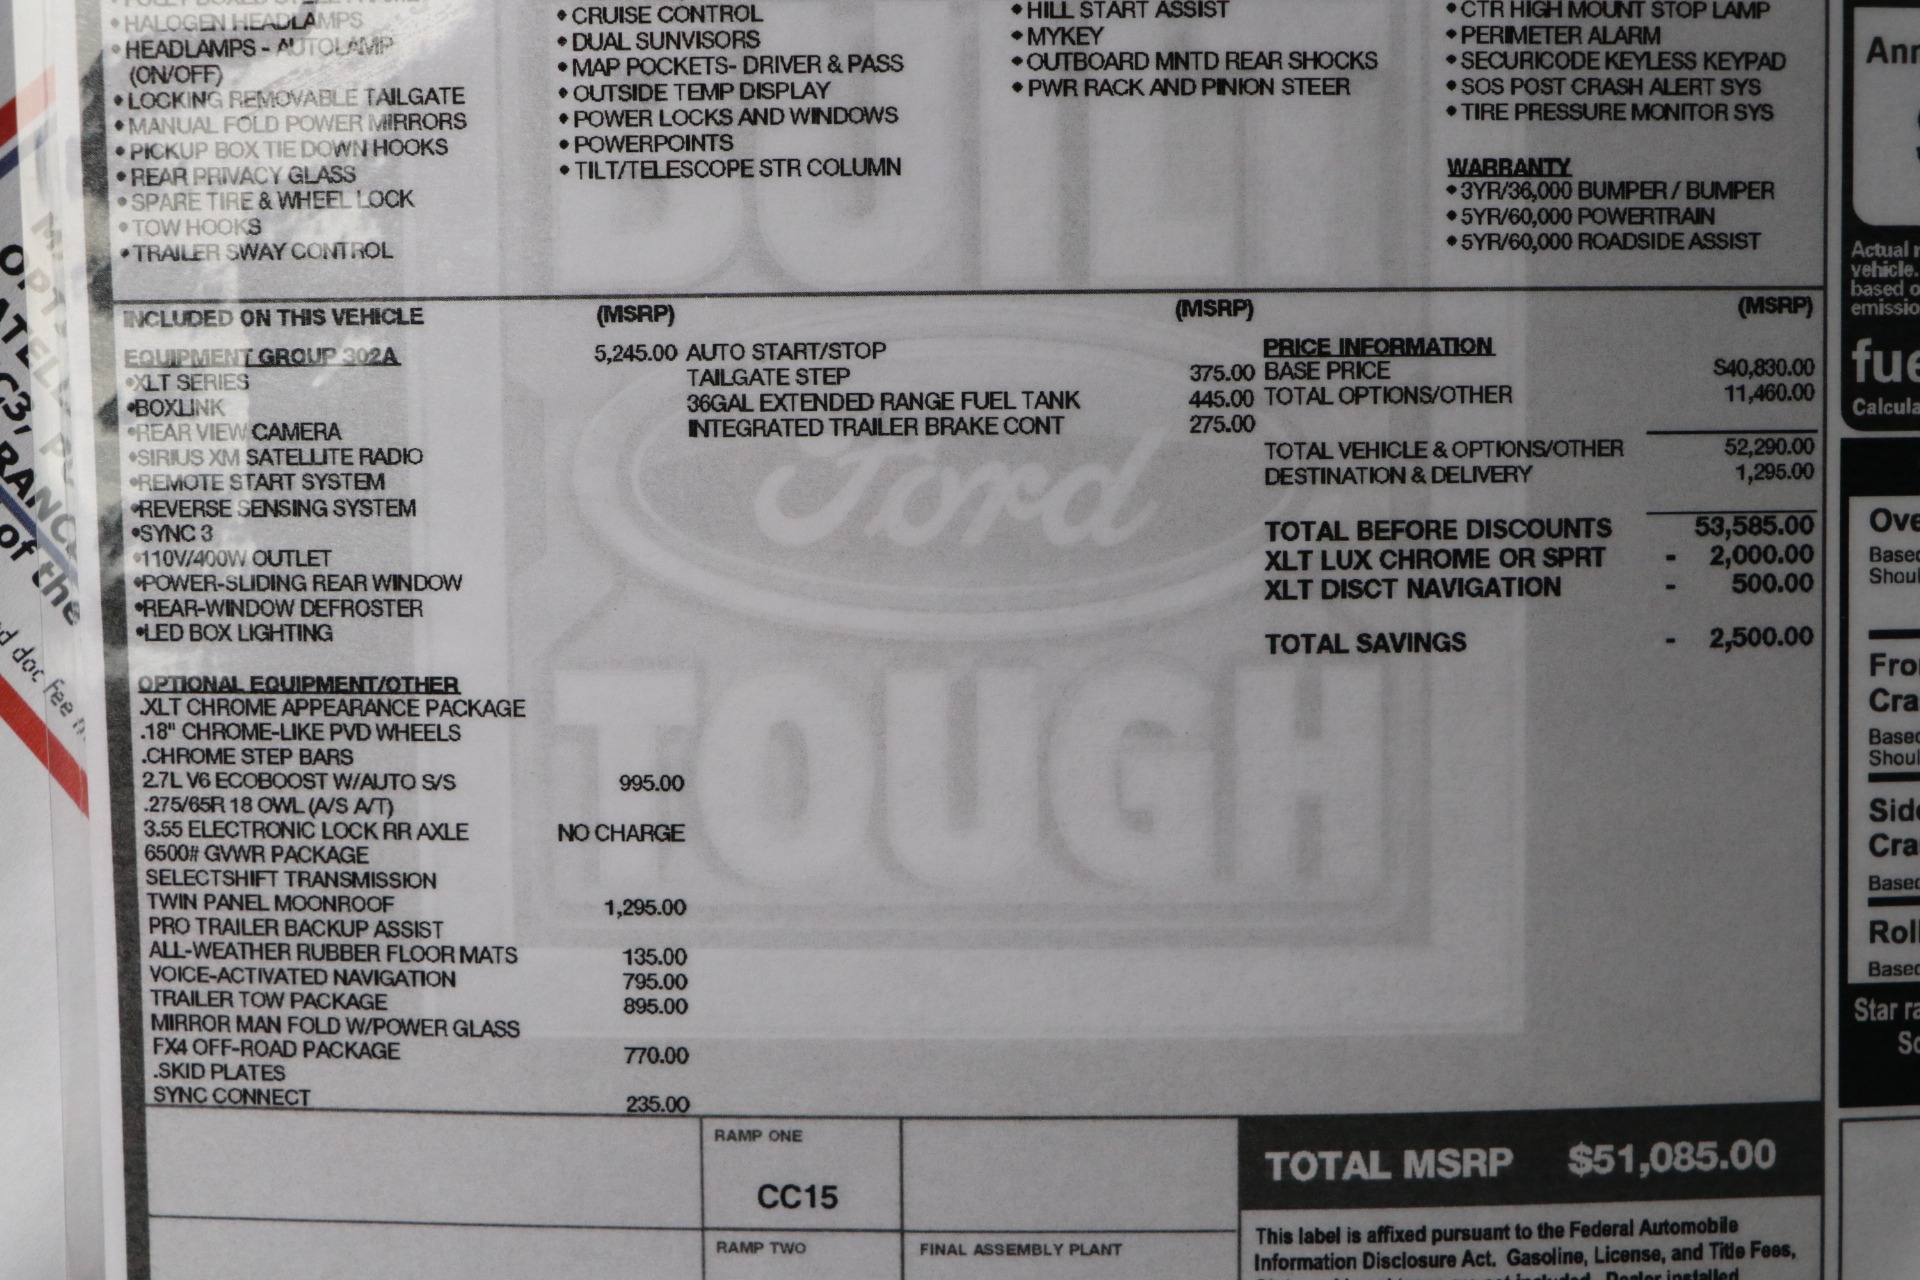 HALOGEN HEADLAMPS
• HEADLAMPS - AUTOLAMP
(ON/OFF)
• LOCKING REMOVABLE TAILGATE
• MANUAL FOLD POWER MIRRORS
• PICKUP BOX TIE DOWN HOOKS
• REAR PRIVACY GLASS
• SPARE TIRE & WHEEL LOCK
• TOW HOOKS
• TRAILER SWAY CONTROL
• CRUISE CONTROL
• DUAL SUNVISORS
• MAP POCKETS- DRIVER & PASS
• OUTSIDE TEMP DISPLAY
• POWER LOCKS AND WINDOWS
• POWERPOINTS
• TILT/TELESCOPE STR COLUMN
• HILL START ASSIST
• MYKEY
• OUTBOARD MNTD REAR SHOCKS
• PWR RACK AND PINION STEER
• CTR HIGH MOUNT STOP LAMP
• PERIMETER ALARM
• SECURICODE KEYLESS KEYPAD
• SOS POST CRASH ALERT SYS
• TIRE PRESSURE MONITOR SYS
WARRANTY
• 3YR/36,000 BUMPER / BUMPER
• 5YR/60,000 POWERTRAIN
• 5YR/60,000 ROADSIDE ASSIST
BUILT
Ford
TOUGH
INCLUDED ON THIS VEHICLE (MSRP)
EQUIPMENT GROUP 302A 5,245.00
•XLT SERIES
•BOXLINK
•REAR VIEW CAMERA
•SIRIUS XM SATELLITE RADIO
•REMOTE START SYSTEM
•REVERSE SENSING SYSTEM
•SYNC 3
•110V/400W OUTLET
•POWER-SLIDING REAR WINDOW
•REAR-WINDOW DEFROSTER
•LED BOX LIGHTING
OPTIONAL EQUIPMENT/OTHER
.XLT CHROME APPEARANCE PACKAGE
.18" CHROME-LIKE PVD WHEELS
.CHROME STEP BARS
2.7L V6 ECOBOOST W/AUTO S/S 995.00
.275/65R 18 OWL (A/S A/T)
3.55 ELECTRONIC LOCK RR AXLE NO CHARGE
6500# GVWR PACKAGE
SELECTSHIFT TRANSMISSION
TWIN PANEL MOONROOF 1,295.00
PRO TRAILER BACKUP ASSIST
ALL-WEATHER RUBBER FLOOR MATS 135.00
VOICE-ACTIVATED NAVIGATION 795.00
TRAILER TOW PACKAGE 895.00
MIRROR MAN FOLD W/POWER GLASS
FX4 OFF-ROAD PACKAGE 770.00
.SKID PLATES
SYNC CONNECT 235.00
(MSRP)
AUTO START/STOP
TAILGATE STEP 375.00
36GAL EXTENDED RANGE FUEL TANK 445.00
INTEGRATED TRAILER BRAKE CONT 275.00
(MSRP)
PRICE INFORMATION
BASE PRICE $40,830.00
TOTAL OPTIONS/OTHER 11,460.00
TOTAL VEHICLE & OPTIONS/OTHER 52,290.00
DESTINATION & DELIVERY 1,295.00
TOTAL BEFORE DISCOUNTS 53,585.00
XLT LUX CHROME OR SPRT - 2,000.00
XLT DISCT NAVIGATION - 500.00
TOTAL SAVINGS - 2,500.00
RAMP ONE
CC15
RAMP TWO
FINAL ASSEMBLY PLANT
TOTAL MSRP $51,085.00
This label is affixed pursuant to the Federal Automobile
Information Disclosure Act. Gasoline, License, and Title Fees,
Actual
vehicle.
based
Calcula
Based
Shoul
Based
Shoul
Based
Based
Star
of the
doc Fee